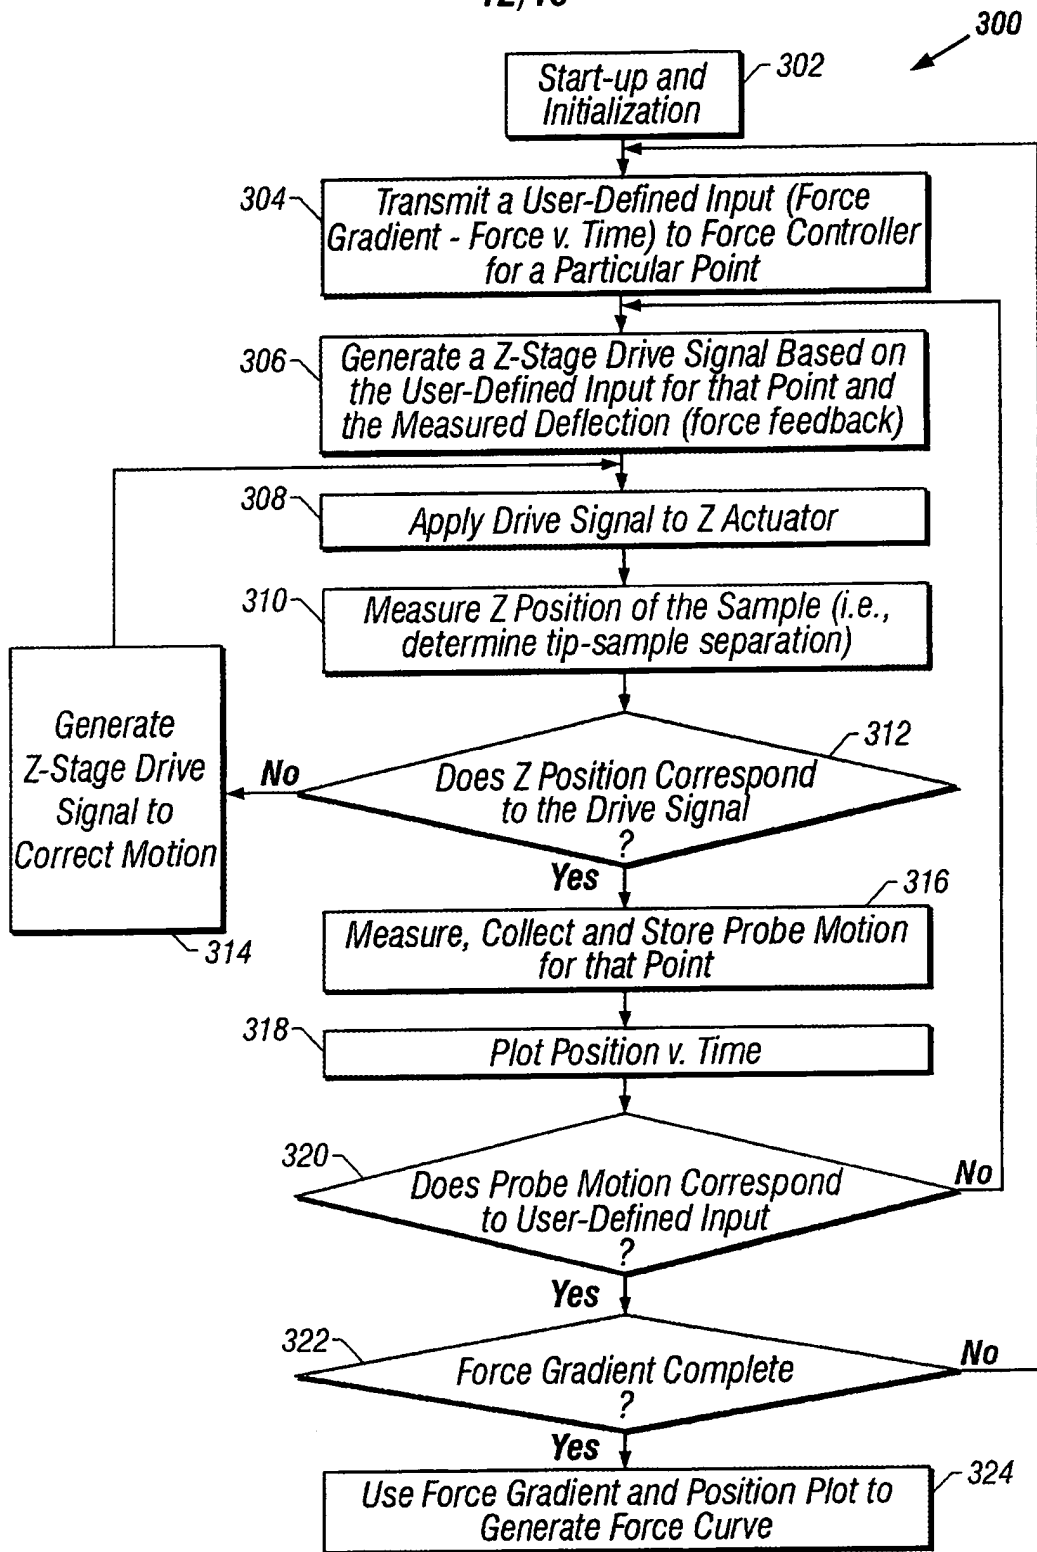 300
Start-up and
Initialization
302
304
Transmit a User-Defined Input (Force
Gradient - Force v. Time) to Force Controller
for a Particular Point
306
Generate a Z-Stage Drive Signal Based on
the User-Defined Input for that Point and
the Measured Deflection (force feedback)
308
Apply Drive Signal to Z Actuator
310
Measure Z Position of the Sample (i.e.,
determine tip-sample separation)
312
Does Z Position Correspond
to the Drive Signal
?
No
Generate
Z-Stage Drive
Signal to
Correct Motion
314
Yes
316
Measure, Collect and Store Probe Motion
for that Point
318
Plot Position v. Time
320
Does Probe Motion Correspond
to User-Defined Input
?
No
Yes
322
Force Gradient Complete
?
No
Yes
324
Use Force Gradient and Position Plot to
Generate Force Curve